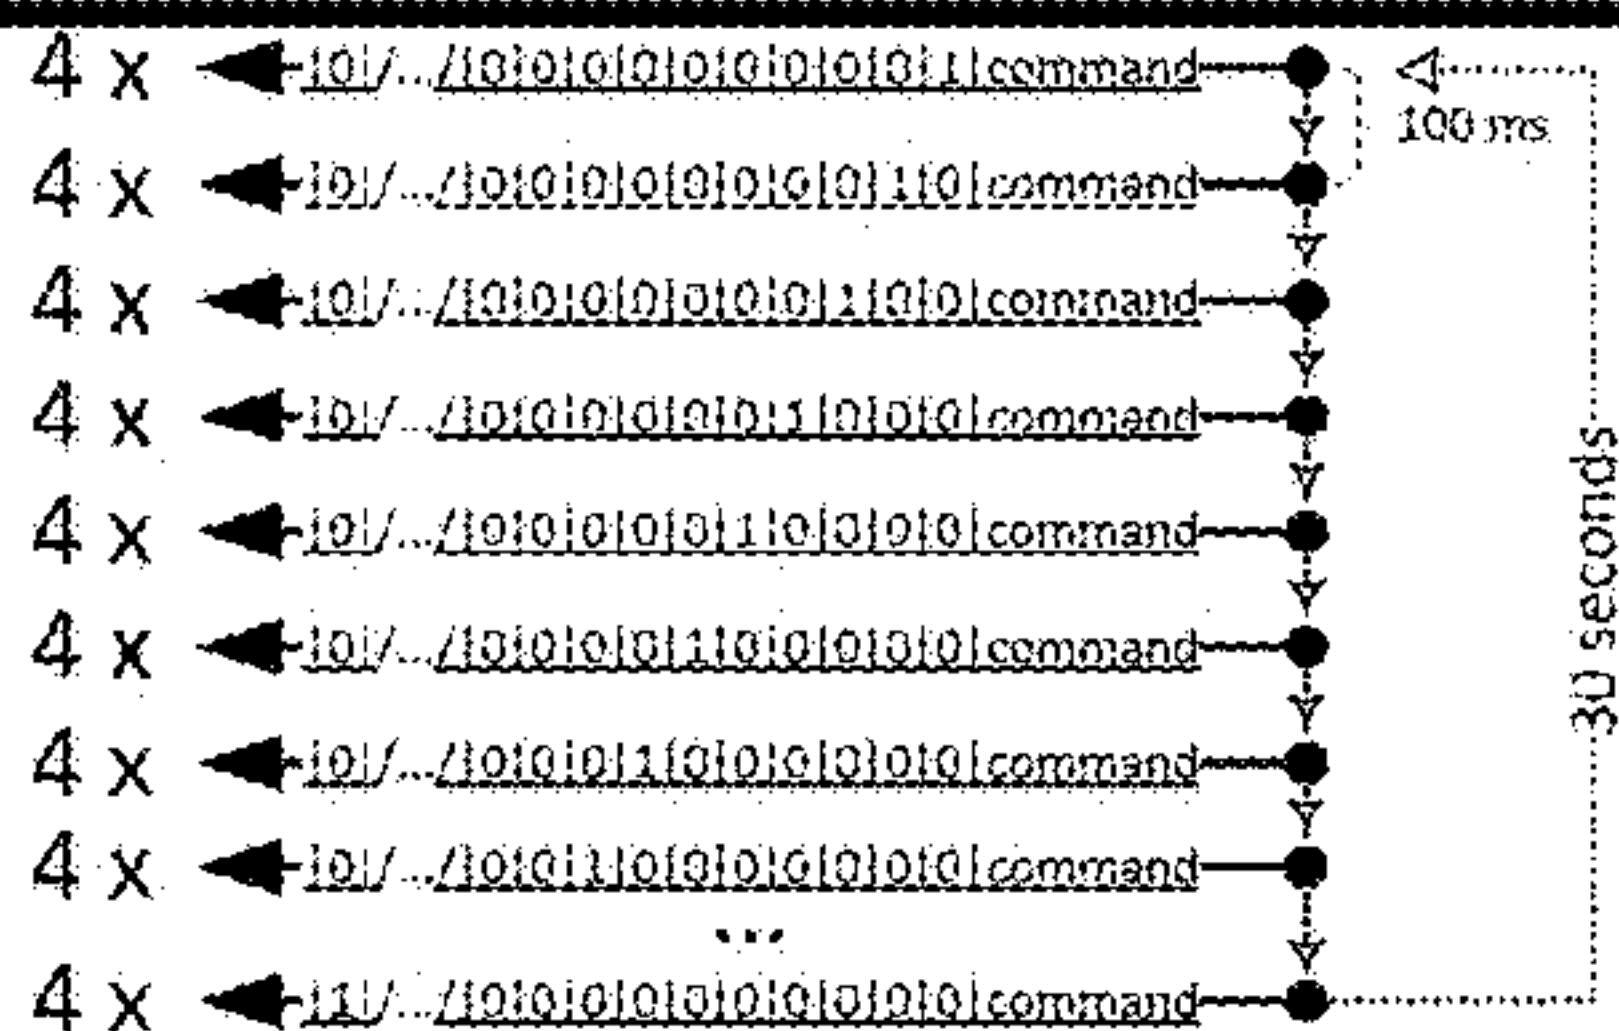 4 x |0|/.../|0|0|0|0|0|0|0|0|0|1|command
100 ms
4 x |0|/.../|0|0|0|0|0|0|0|0|1|0|command
4 x |0|/.../|0|0|0|0|0|0|0|1|0|0|command
4 x |0|/.../|0|0|0|0|0|0|1|0|0|0|command
4 x |0|/.../|0|0|0|0|0|1|0|0|0|0|command
4 x |0|/.../|0|0|0|0|1|0|0|0|0|0|command
30 seconds
4 x |0|/.../|0|0|0|1|0|0|0|0|0|0|command
4 x |0|/.../|0|0|1|0|0|0|0|0|0|0|command
...
4 x |1|/.../|0|0|0|0|0|0|0|0|0|0|command